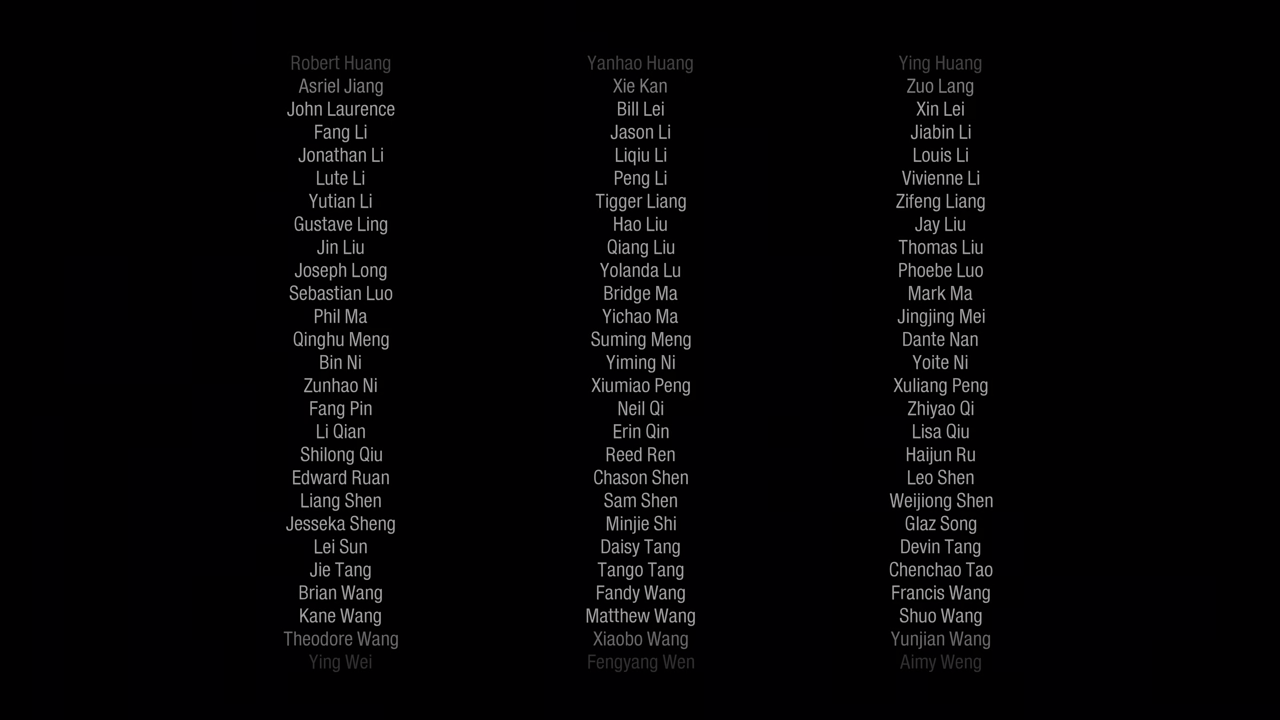 Robert Huang Yanhao Huang Ying Huang
Asriel Jiang Xie Kan Zuo Lang
John Laurence Bill Lei Xin Lei
Fang Li Jason Li Jiabin Li
Jonathan Li Liqiu Li Louis Li
Lute Li Peng Li Vivienne Li
Yutian Li Tigger Liang Zifeng Liang
Gustave Ling Hao Liu Jay Liu
Jin Liu Qiang Liu Thomas Liu
Joseph Long Yolanda Lu Phoebe Luo
Sebastian Luo Bridge Ma Mark Ma
Phil Ma Yichao Ma Jingjing Mei
Qinghu Meng Suming Meng Dante Nan
Bin Ni Yiming Ni Yoite Ni
Zunhao Ni Xiumiao Peng Xuliang Peng
Fang Pin Neil Qi Zhiyao Qi
Li Qian Erin Qin Lisa Qiu
Shilong Qiu Reed Ren Haijun Ru
Edward Ruan Chason Shen Leo Shen
Liang Shen Sam Shen Weijiong Shen
Jesseka Sheng Minjie Shi Glaz Song
Lei Sun Daisy Tang Devin Tang
Jie Tang Tango Tang Chenchao Tao
Brian Wang Fandy Wang Francis Wang
Kane Wang Matthew Wang Shuo Wang
Theodore Wang Xiaobo Wang Yunjian Wang
Ying Wei Fengyang Wen Aimy Weng